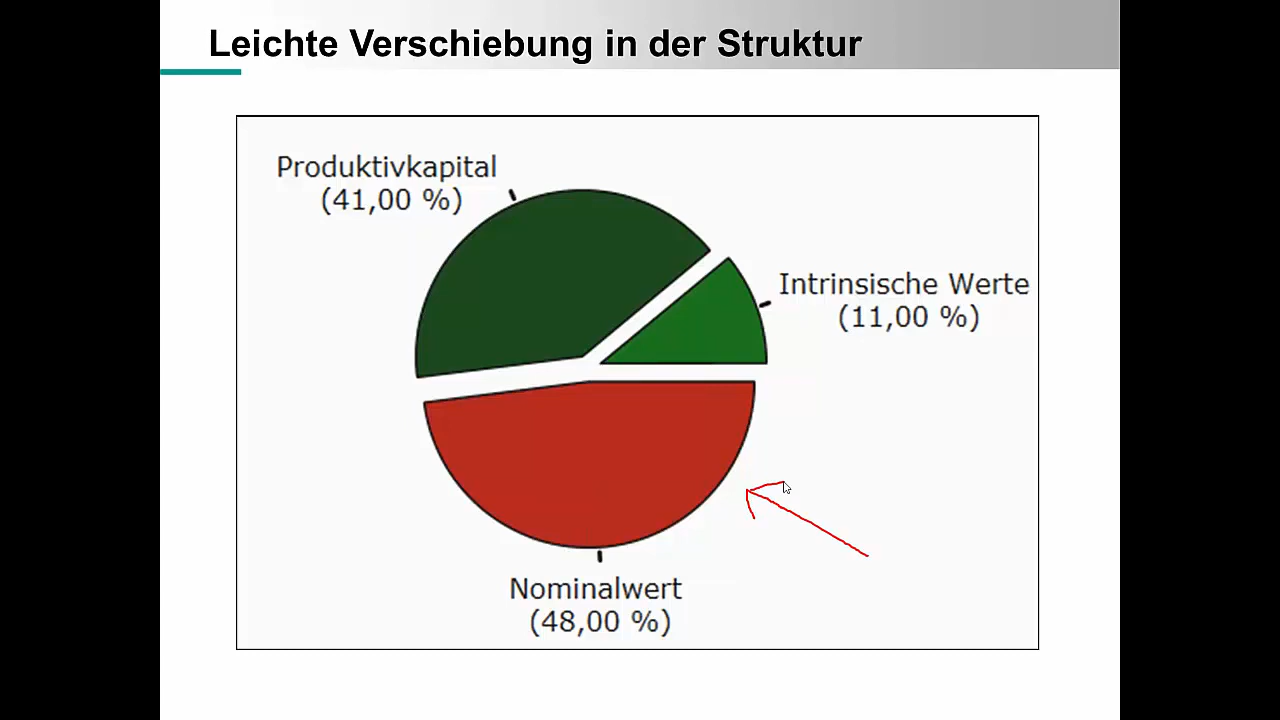 Leichte Verschiebung in der Struktur
Produktivkapital
(41,00 %)
Intrinsische Werte
(11,00 %)
Nominalwert
(48,00 %)